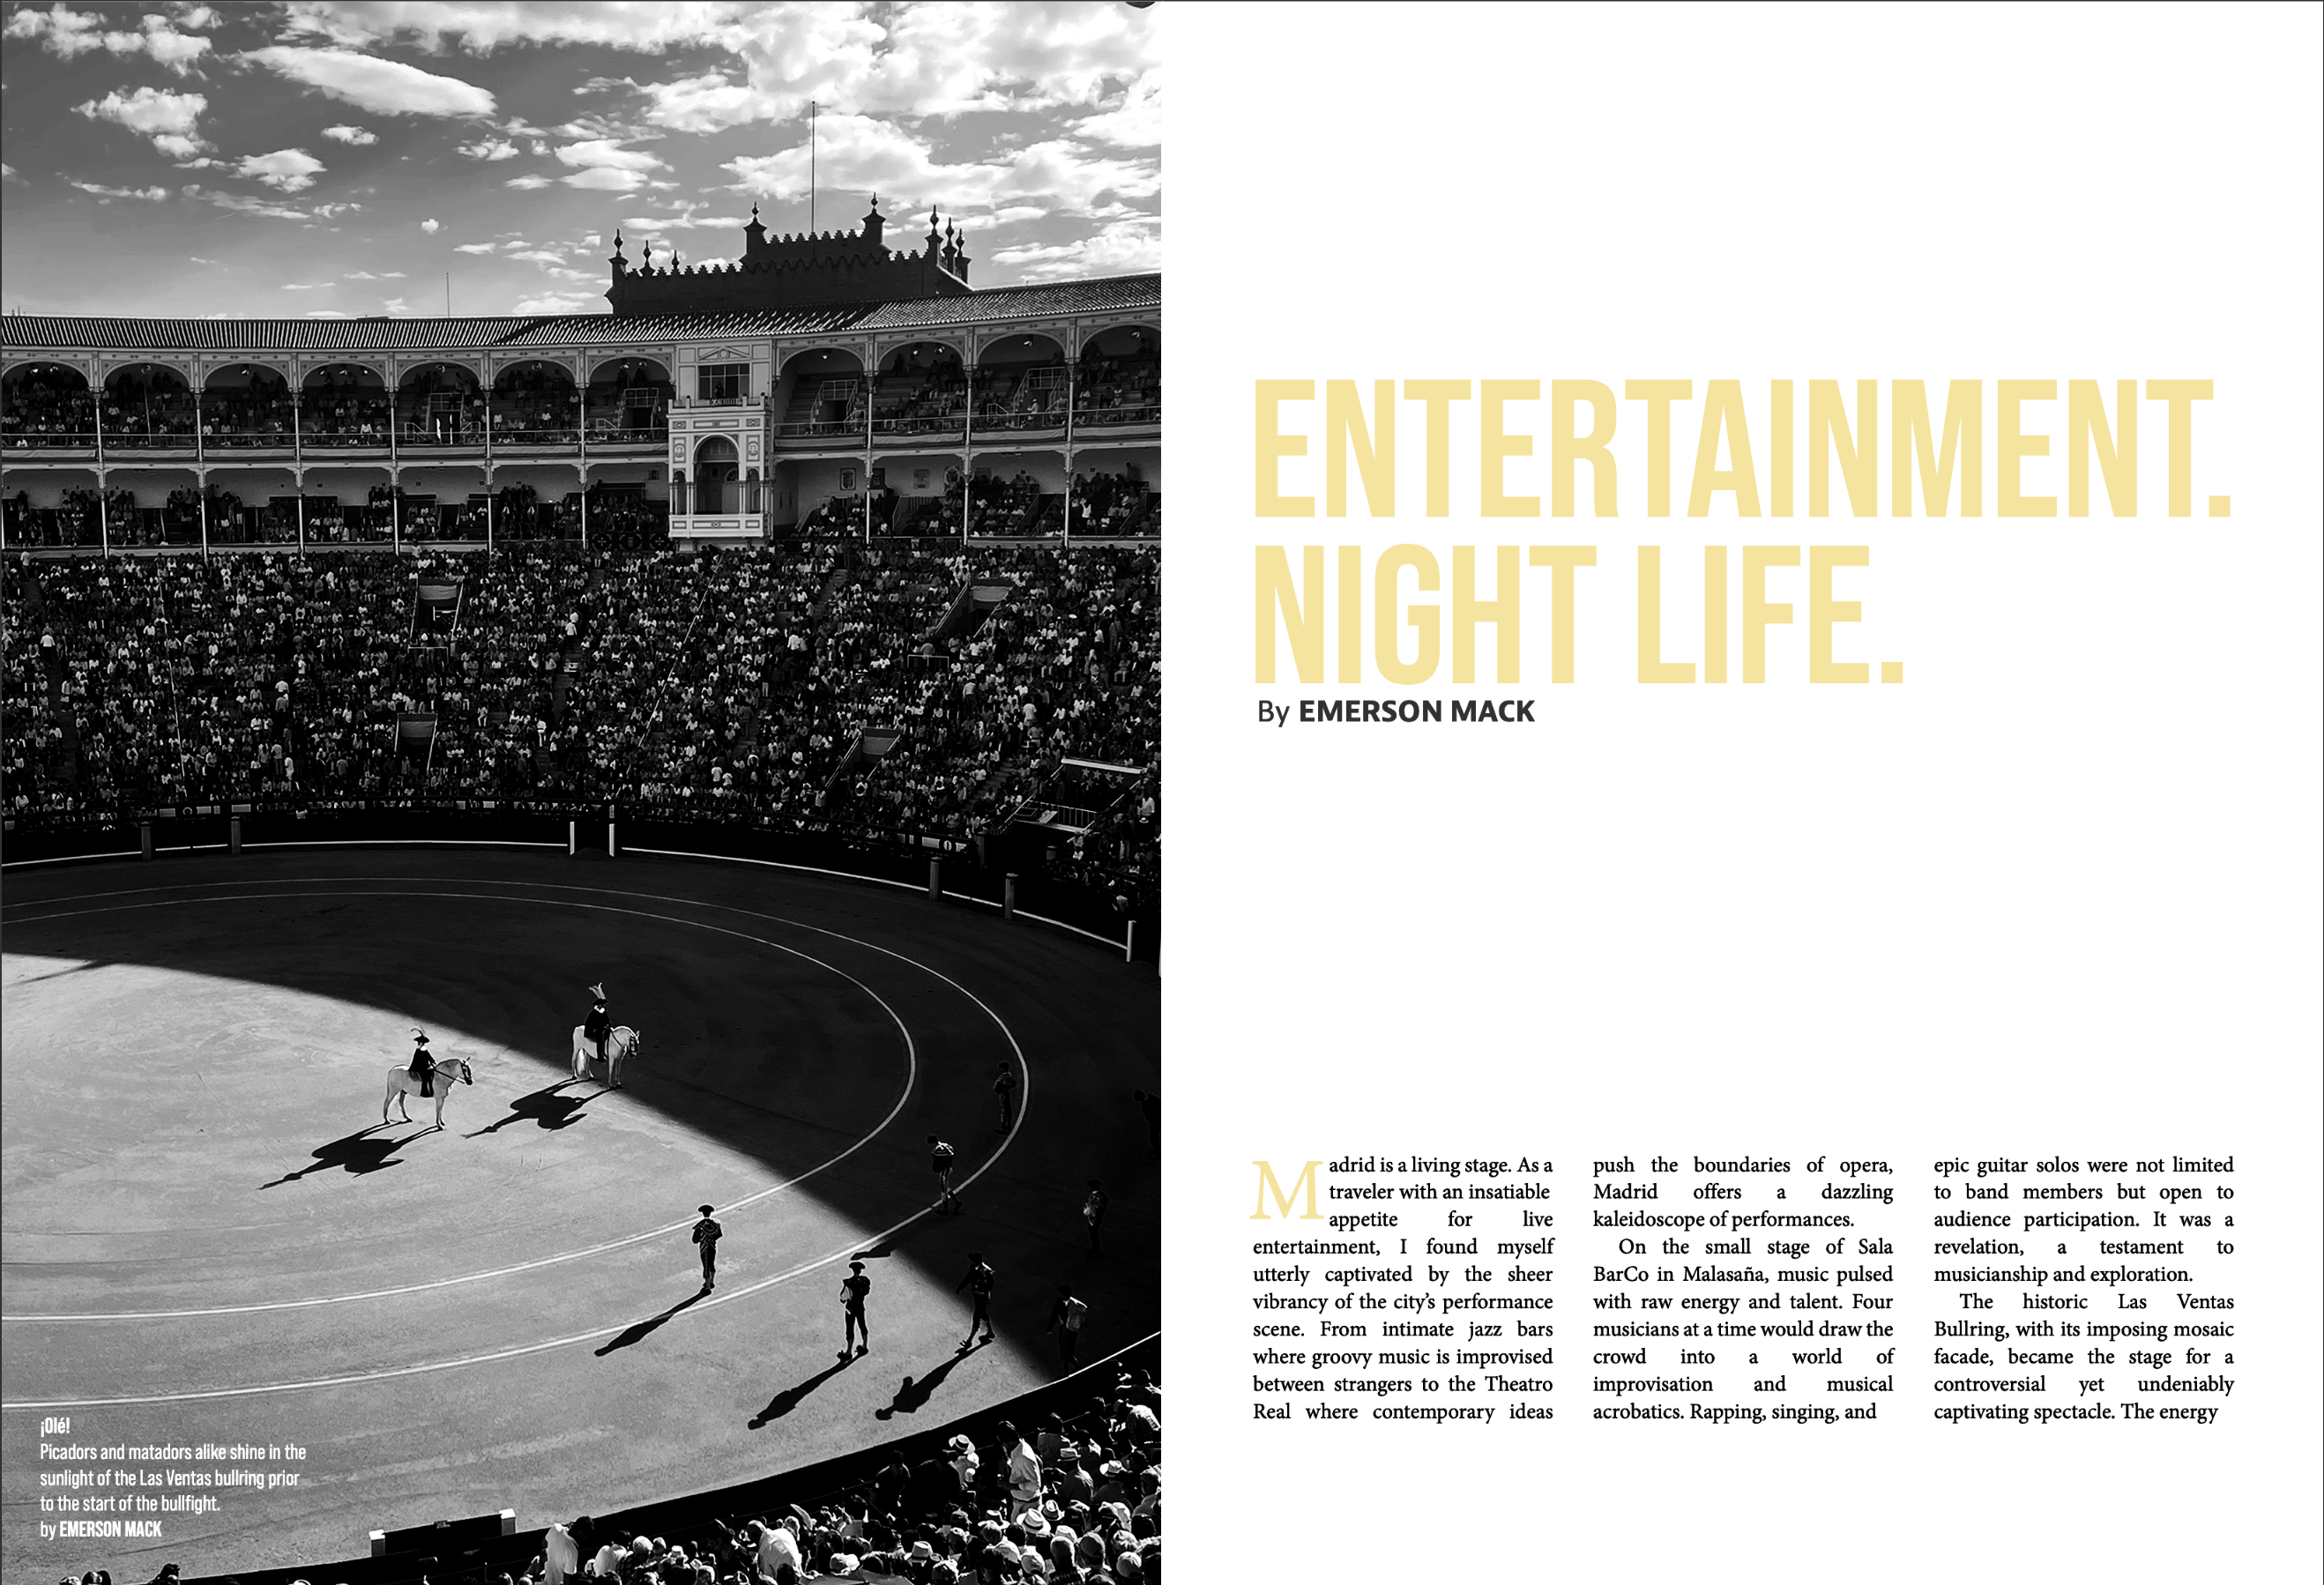 ¡Olé!
Picadors and matadors alike shine in the
sunlight of the Las Ventas bullring prior
to the start of the bullfight.
by EMERSON MACK
ENTERTAINMENT.
NIGHT LIFE.
By EMERSON MACK
Madrid is a living stage. As a
traveler with an insatiable
appetite for live
entertainment, I found myself
utterly captivated by the sheer
vibrancy of the city’s performance
scene. From intimate jazz bars
where groovy music is improvised
between strangers to the Theatro
Real where contemporary ideas
push the boundaries of opera,
Madrid offers a dazzling
kaleidoscope of performances.
On the small stage of Sala
BarCo in Malasaña, music pulsed
with raw energy and talent. Four
musicians at a time would draw the
crowd into a world of
improvisation and musical
acrobatics. Rapping, singing, and
epic guitar solos were not limited
to band members but open to
audience participation. It was a
revelation, a testament to
musicianship and exploration.
The historic Las Ventas
Bullring, with its imposing mosaic
facade, became the stage for a
controversial yet undeniably
captivating spectacle. The energy